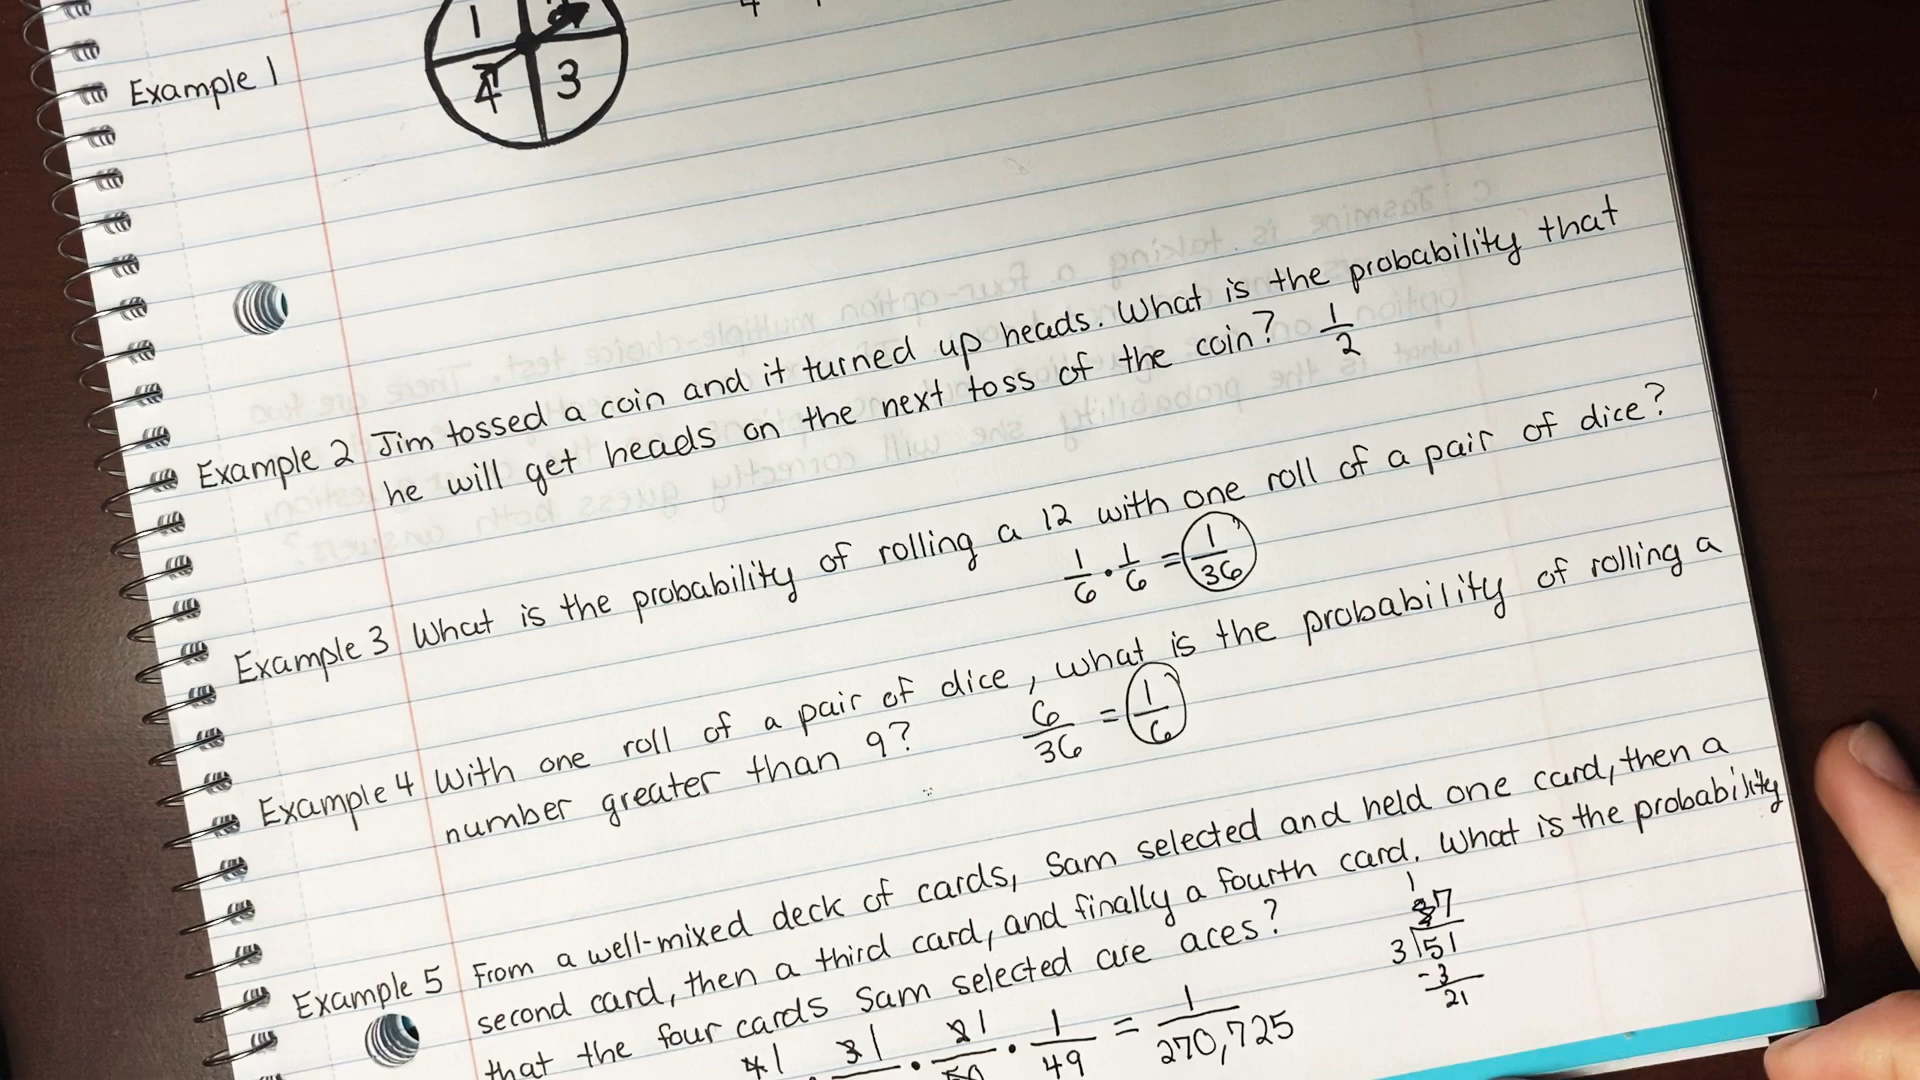 Example 1
1
4
3
Example 2 Jim tossed a coin and it turned up heads. What is the probability that
he will get heads on the next toss of the coin? 1/2
Example 3 What is the probability of rolling a 12 with one roll of a pair of dice?
1/6 · 1/6 = 1/36
Example 4 With one roll of a pair of dice, what is the probability of rolling a
number greater than 9? 6/36 = 1/6
Example 5 From a well-mixed deck of cards, Sam selected and held one card, then a
second card, then a third card, and finally a fourth card. What is the probability
that the four cards Sam selected are aces?
1
7
3 51
-3
21
1 · 1 · 1/49 = 1/270,725